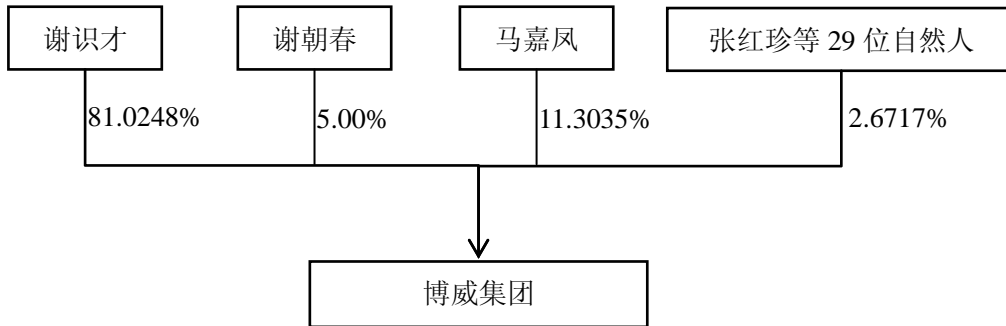 谢识才
谢朝春
马嘉凤
张红珍等 29 位自然人
81.0248%
5.00%
11.3035%
2.6717%
博威集团